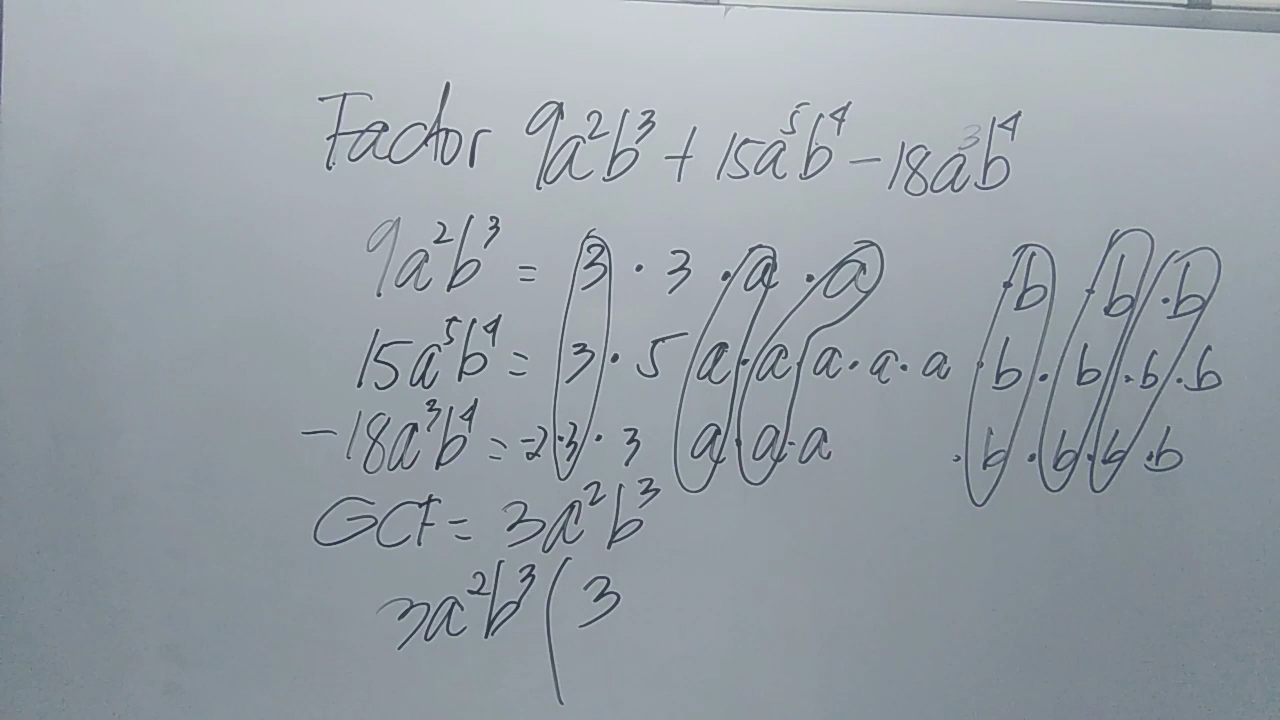 Factor 9a²b³ + 15a⁵b⁴ - 18a³b⁴
9a²b³ = 3 · 3 · a · a · b · b · b
15a⁵b⁴ = 3 · 5 a · a a · a · a b · b · b · b
-18a³b⁴ = -2 · 3 · 3 a · a · a · b · b · b · b
GCF = 3a²b³
3a²b³ ( 3